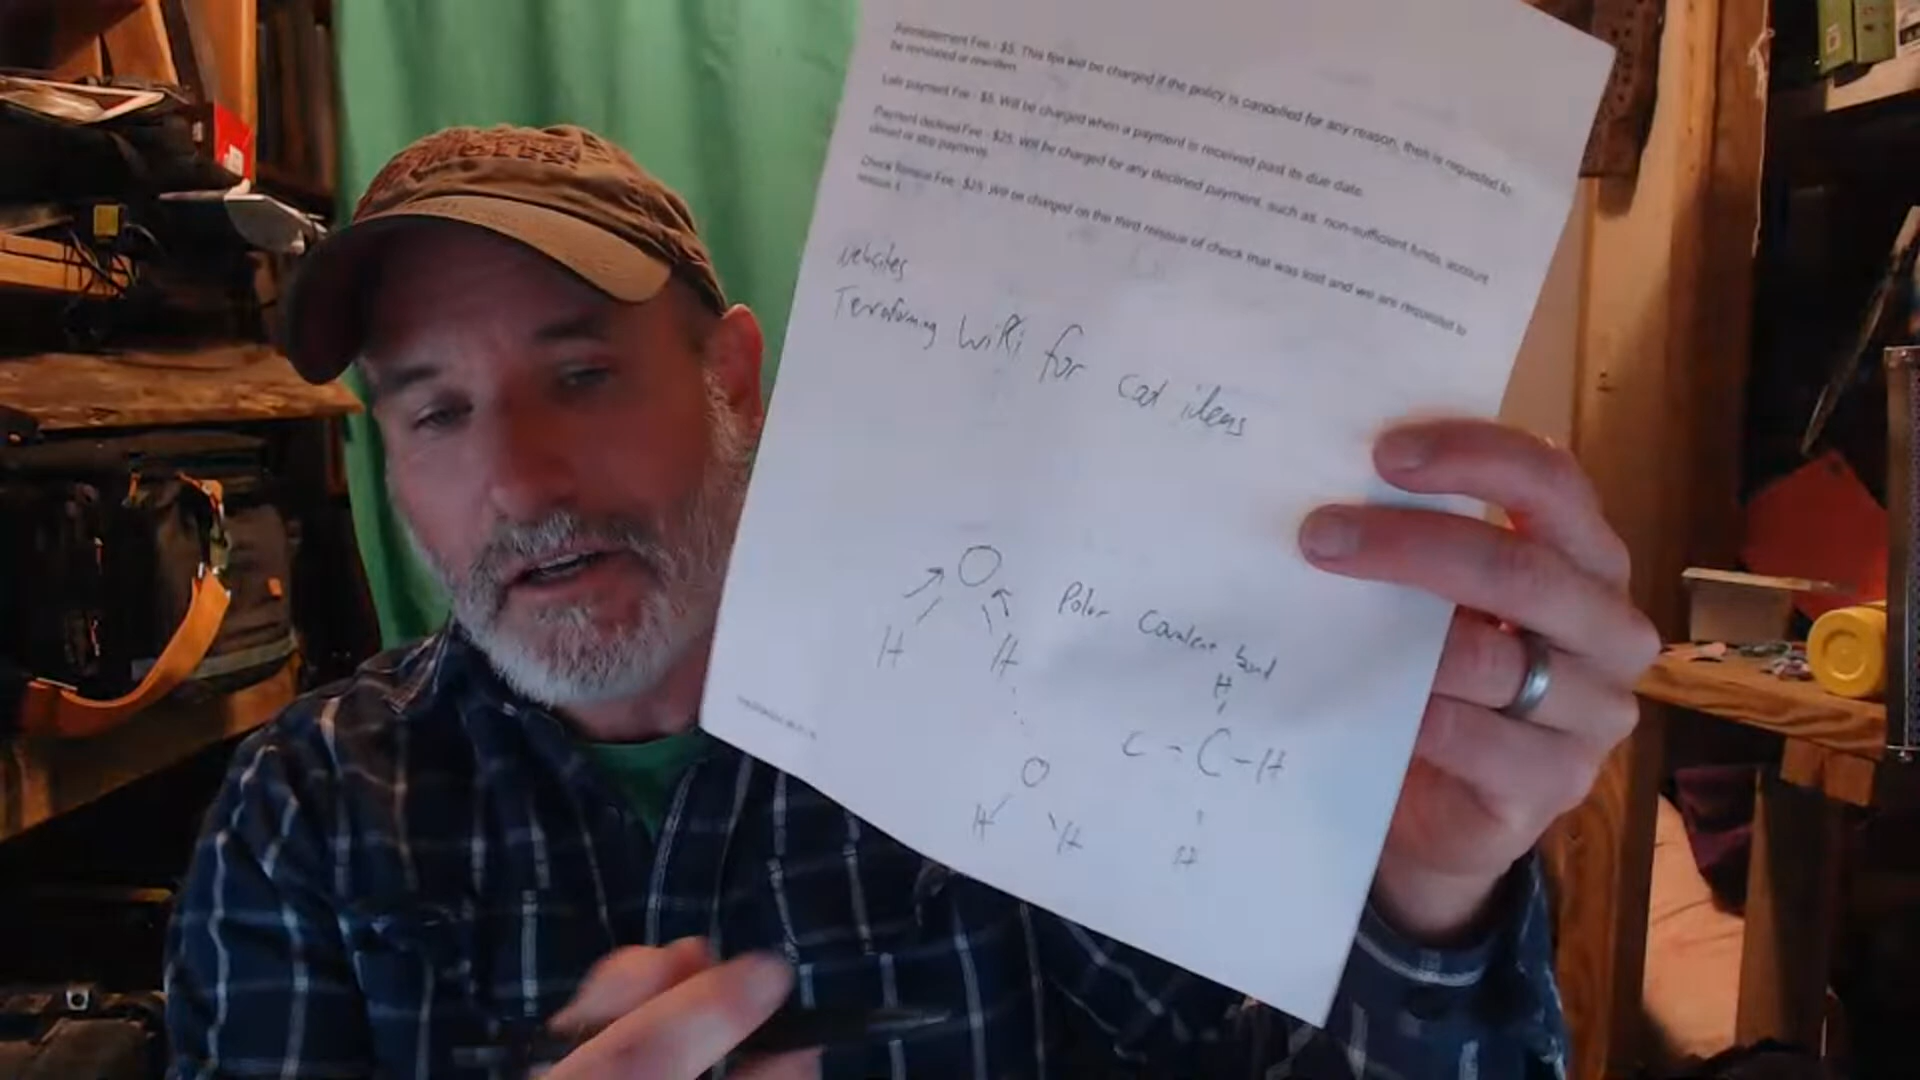 Reinstatement Fee - $5. This fee will be charged if the policy is cancelled for any reason, then is requested to
be reinstated or rewritten.
Late payment Fee - $5. Will be charged when a payment is received past its due date.
Payment declined Fee - $25. Will be charged for any declined payment, such as: non-sufficient funds, account
closed or stop payments.
Check Reissue Fee - $25. Will be charged on the third reissue of check that was lost and we are requested to
reissue it.
websites
Terraforming wiki for cad ideas
O
Polar Covalent bond
H H
H
C - C - H
O
H H
H